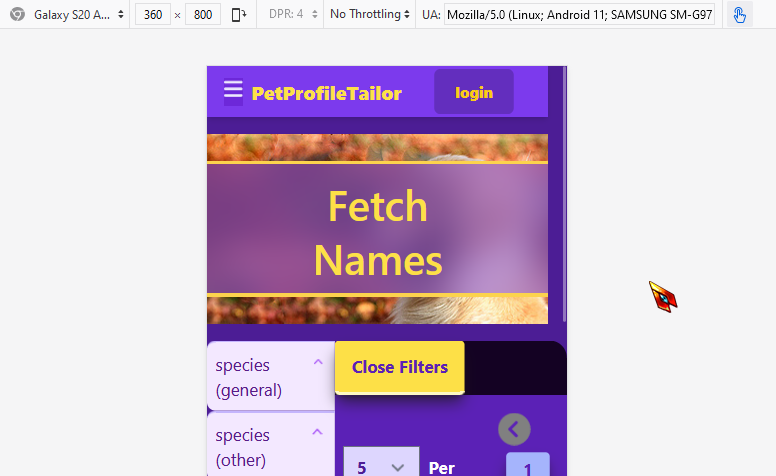 Galaxy S20 A... 360 × 800 DPR: 4 No Throttling UA: Mozilla/5.0 (Linux; Android 11; SAMSUNG SM-G97
PetProfileTailor login
Fetch
Names
species
(general)
Close Filters
species
(other)
5 Per 1